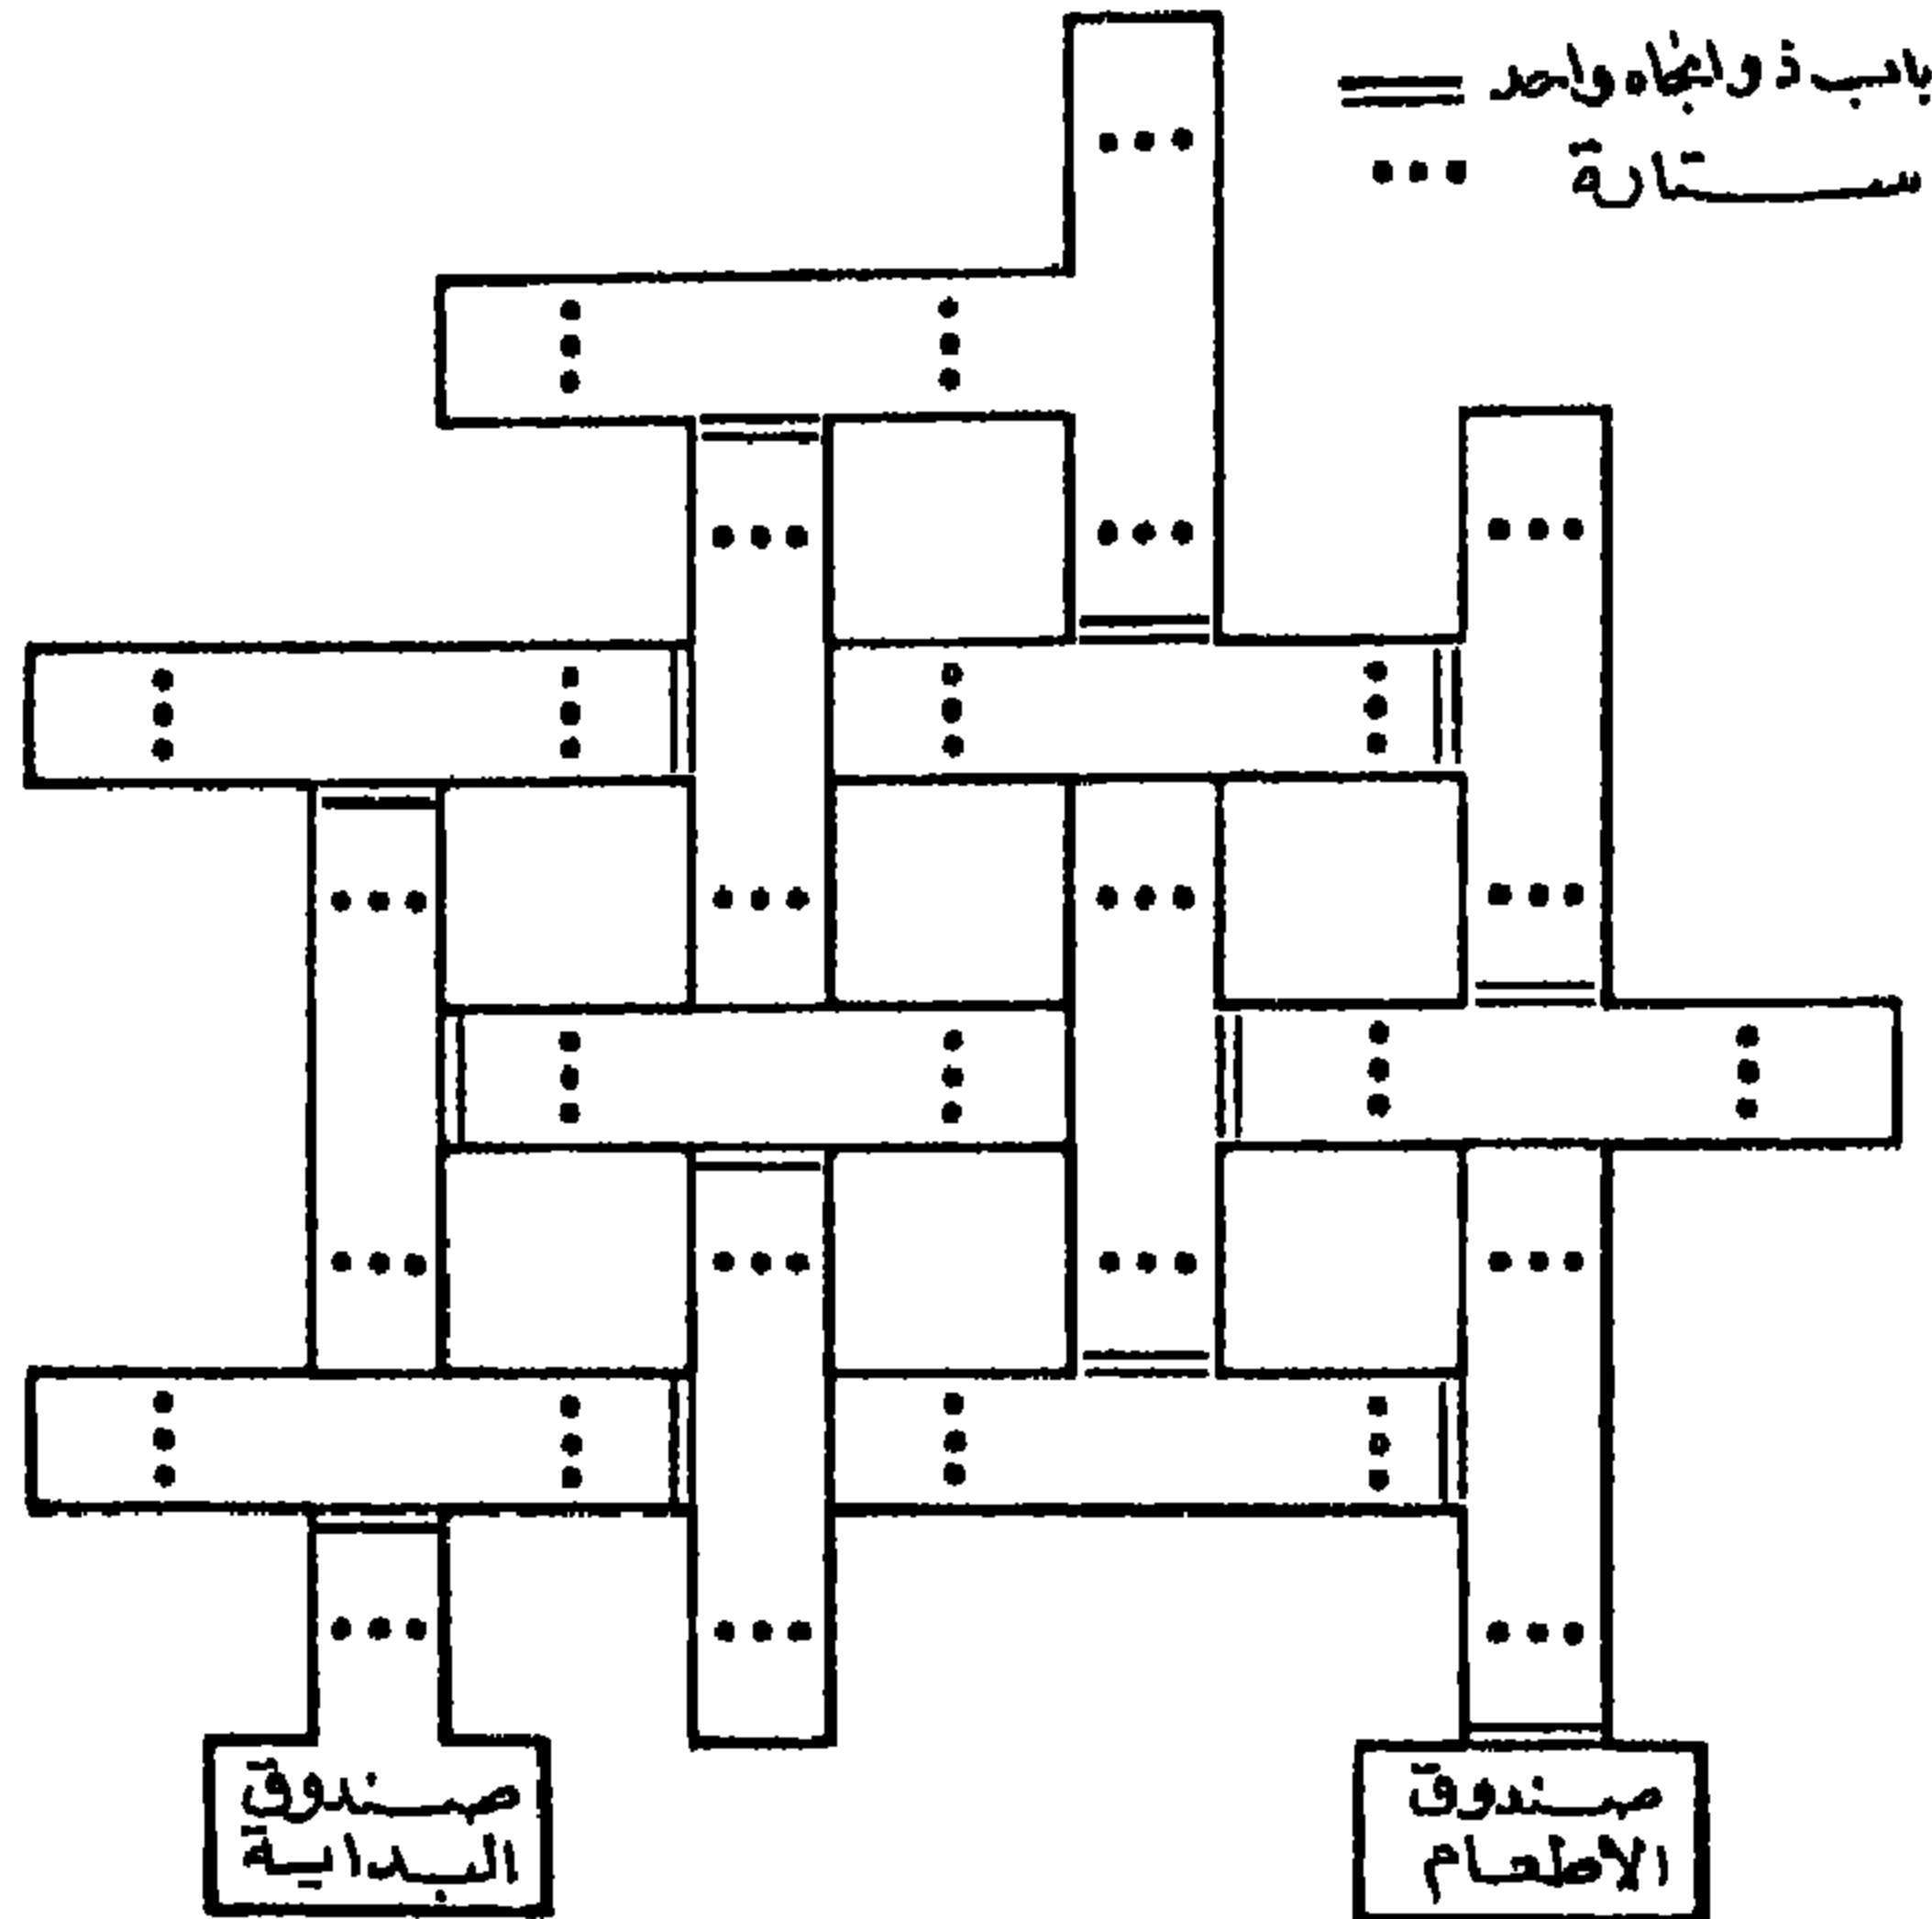 باب ذو اتجاه واحد
ستارة
صندوق
البداية
صندوق
الاطعام